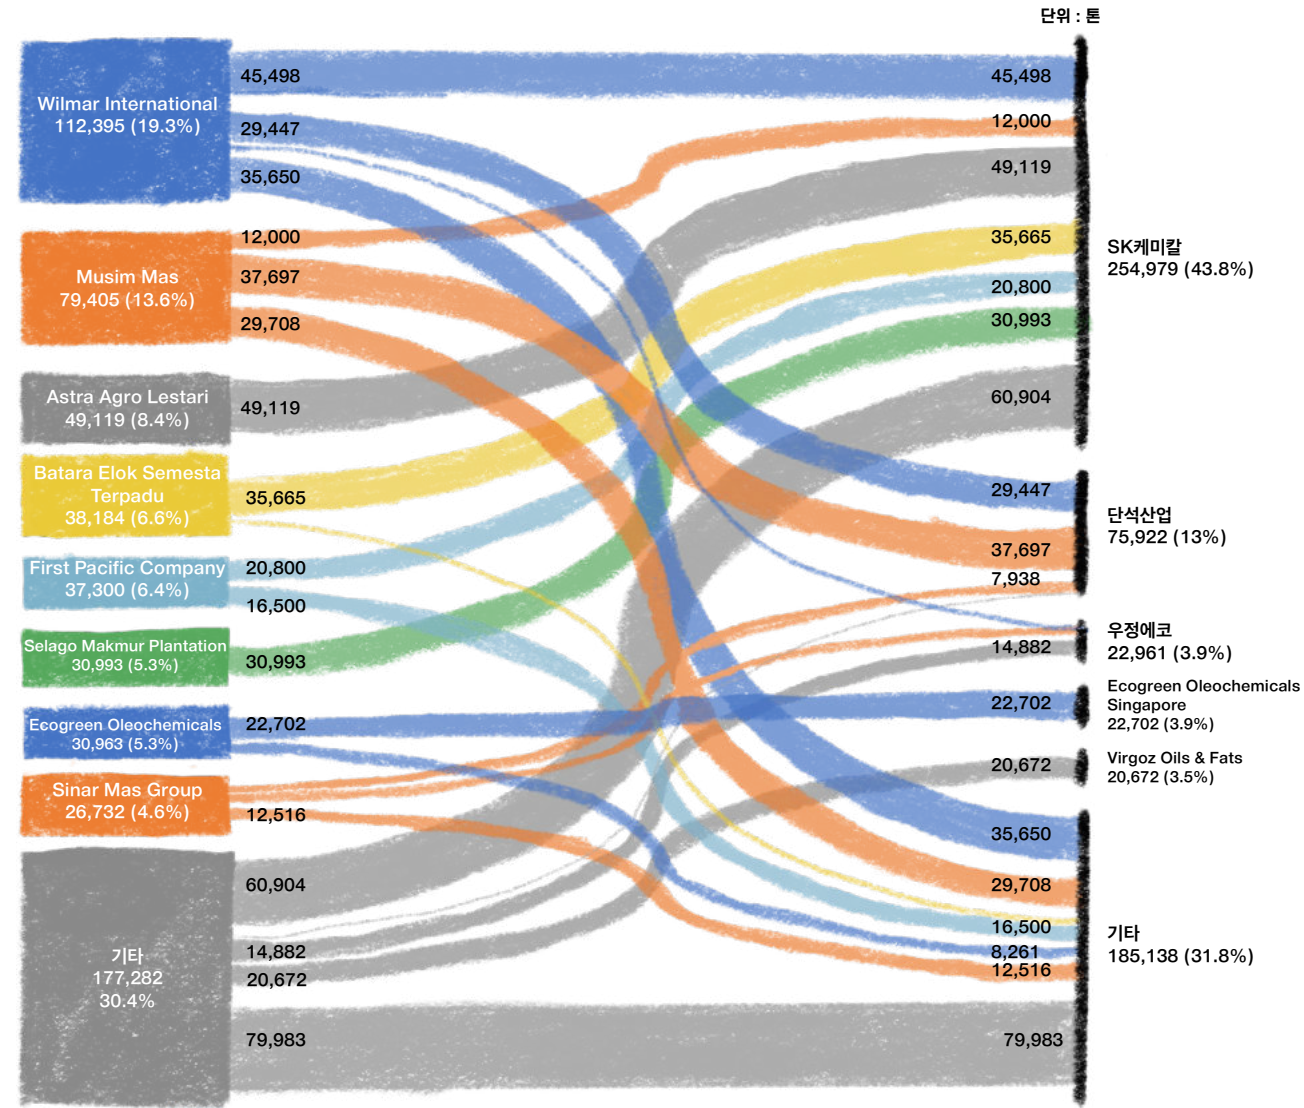 단위 : 톤
Wilmar International
112,395 (19.3%)
Musim Mas
79,405 (13.6%)
Astra Agro Lestari
49,119 (8.4%)
Batara Elok Semesta
Terpadu
38,184 (6.6%)
First Pacific Company
37,300 (6.4%)
Selago Makmur Plantation
30,993 (5.3%)
Ecogreen Oleochemicals
30,963 (5.3%)
Sinar Mas Group
26,732 (4.6%)
기타
177,282
30.4%
45,498
29,447
35,650
12,000
37,697
29,708
49,119
35,665
20,800
16,500
30,993
22,702
12,516
60,904
14,882
20,672
79,983
45,498
12,000
49,119
35,665
20,800
30,993
60,904
29,447
37,697
7,938
14,882
22,702
20,672
35,650
29,708
16,500
8,261
12,516
79,983
SK케미칼
254,979 (43.8%)
단석산업
75,922 (13%)
우정에코
22,961 (3.9%)
Ecogreen Oleochemicals
Singapore
22,702 (3.9%)
Virgoz Oils & Fats
20,672 (3.5%)
기타
185,138 (31.8%)